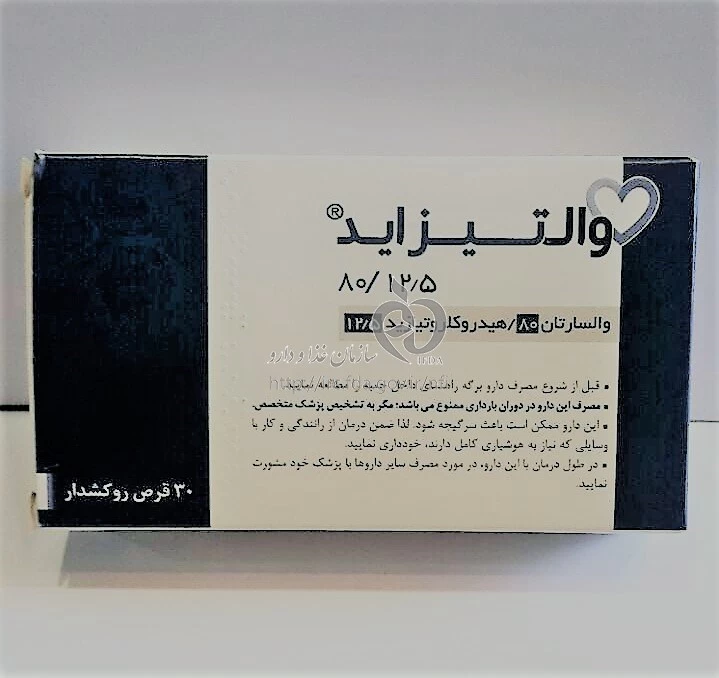 والتیزاید®
۸۰/۱۲٫۵
والسارتان ۸۰/هیدروکلروتیازید ۱۲٫۵
سازمان غذا و دارو
IFDA
▪ قبل از شروع مصرف دارو برگه راهنمای داخل جعبه را مطالعه نمایید.
▪ مصرف این دارو در دوران بارداری ممنوع می باشد؛ مگر به تشخیص پزشک متخصص.
▪ این دارو ممکن است باعث سرگیجه شود. لذا ضمن درمان از رانندگی و کار با
وسایلی که نیاز به هوشیاری کامل دارند، خودداری نمایید.
▪ در طول درمان با این دارو، در مورد مصرف سایر داروها با پزشک خود مشورت
نمایید.
۳۰ قرص روکشدار